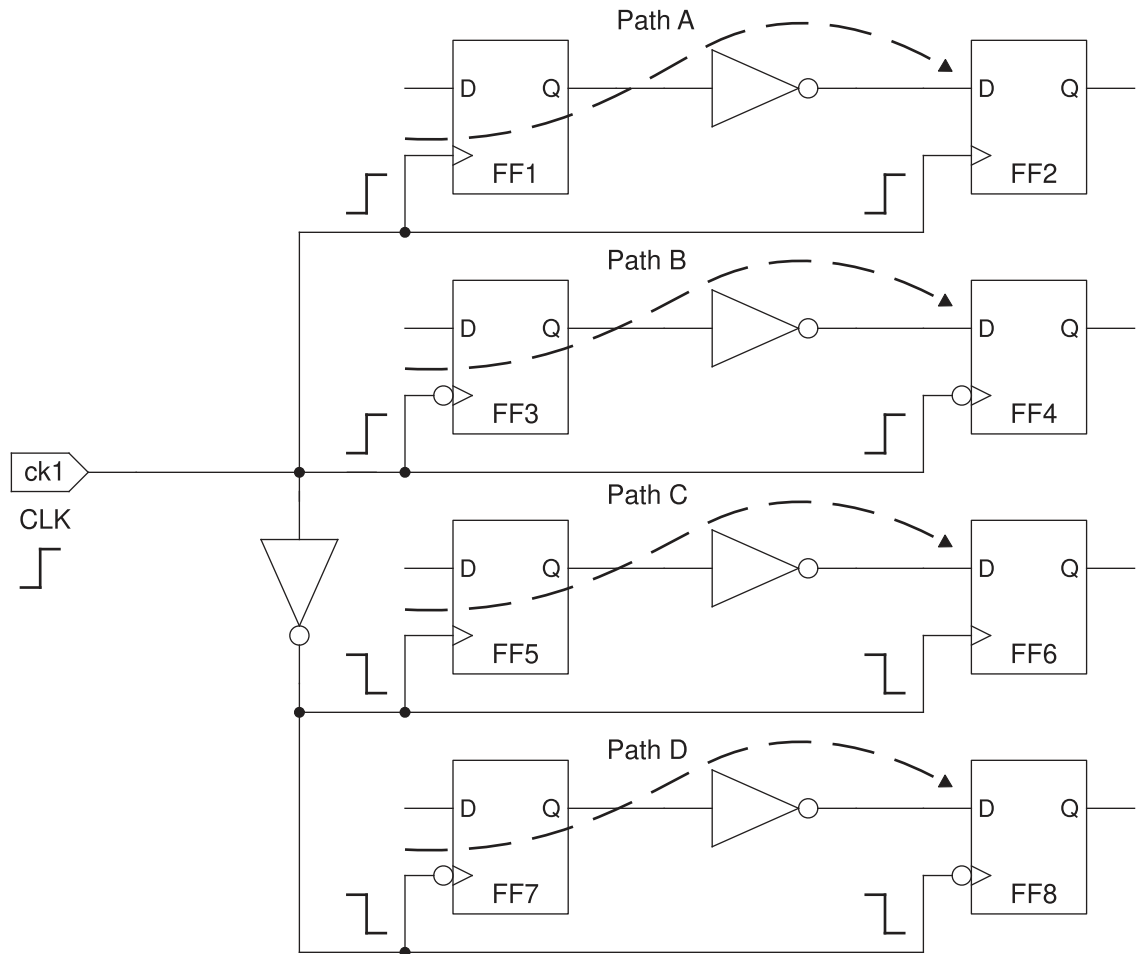 Path A
D Q
FF1
D Q
FF2
Path B
D Q
FF3
D Q
FF4
ck1
CLK
Path C
D Q
FF5
D Q
FF6
Path D
D Q
FF7
D Q
FF8